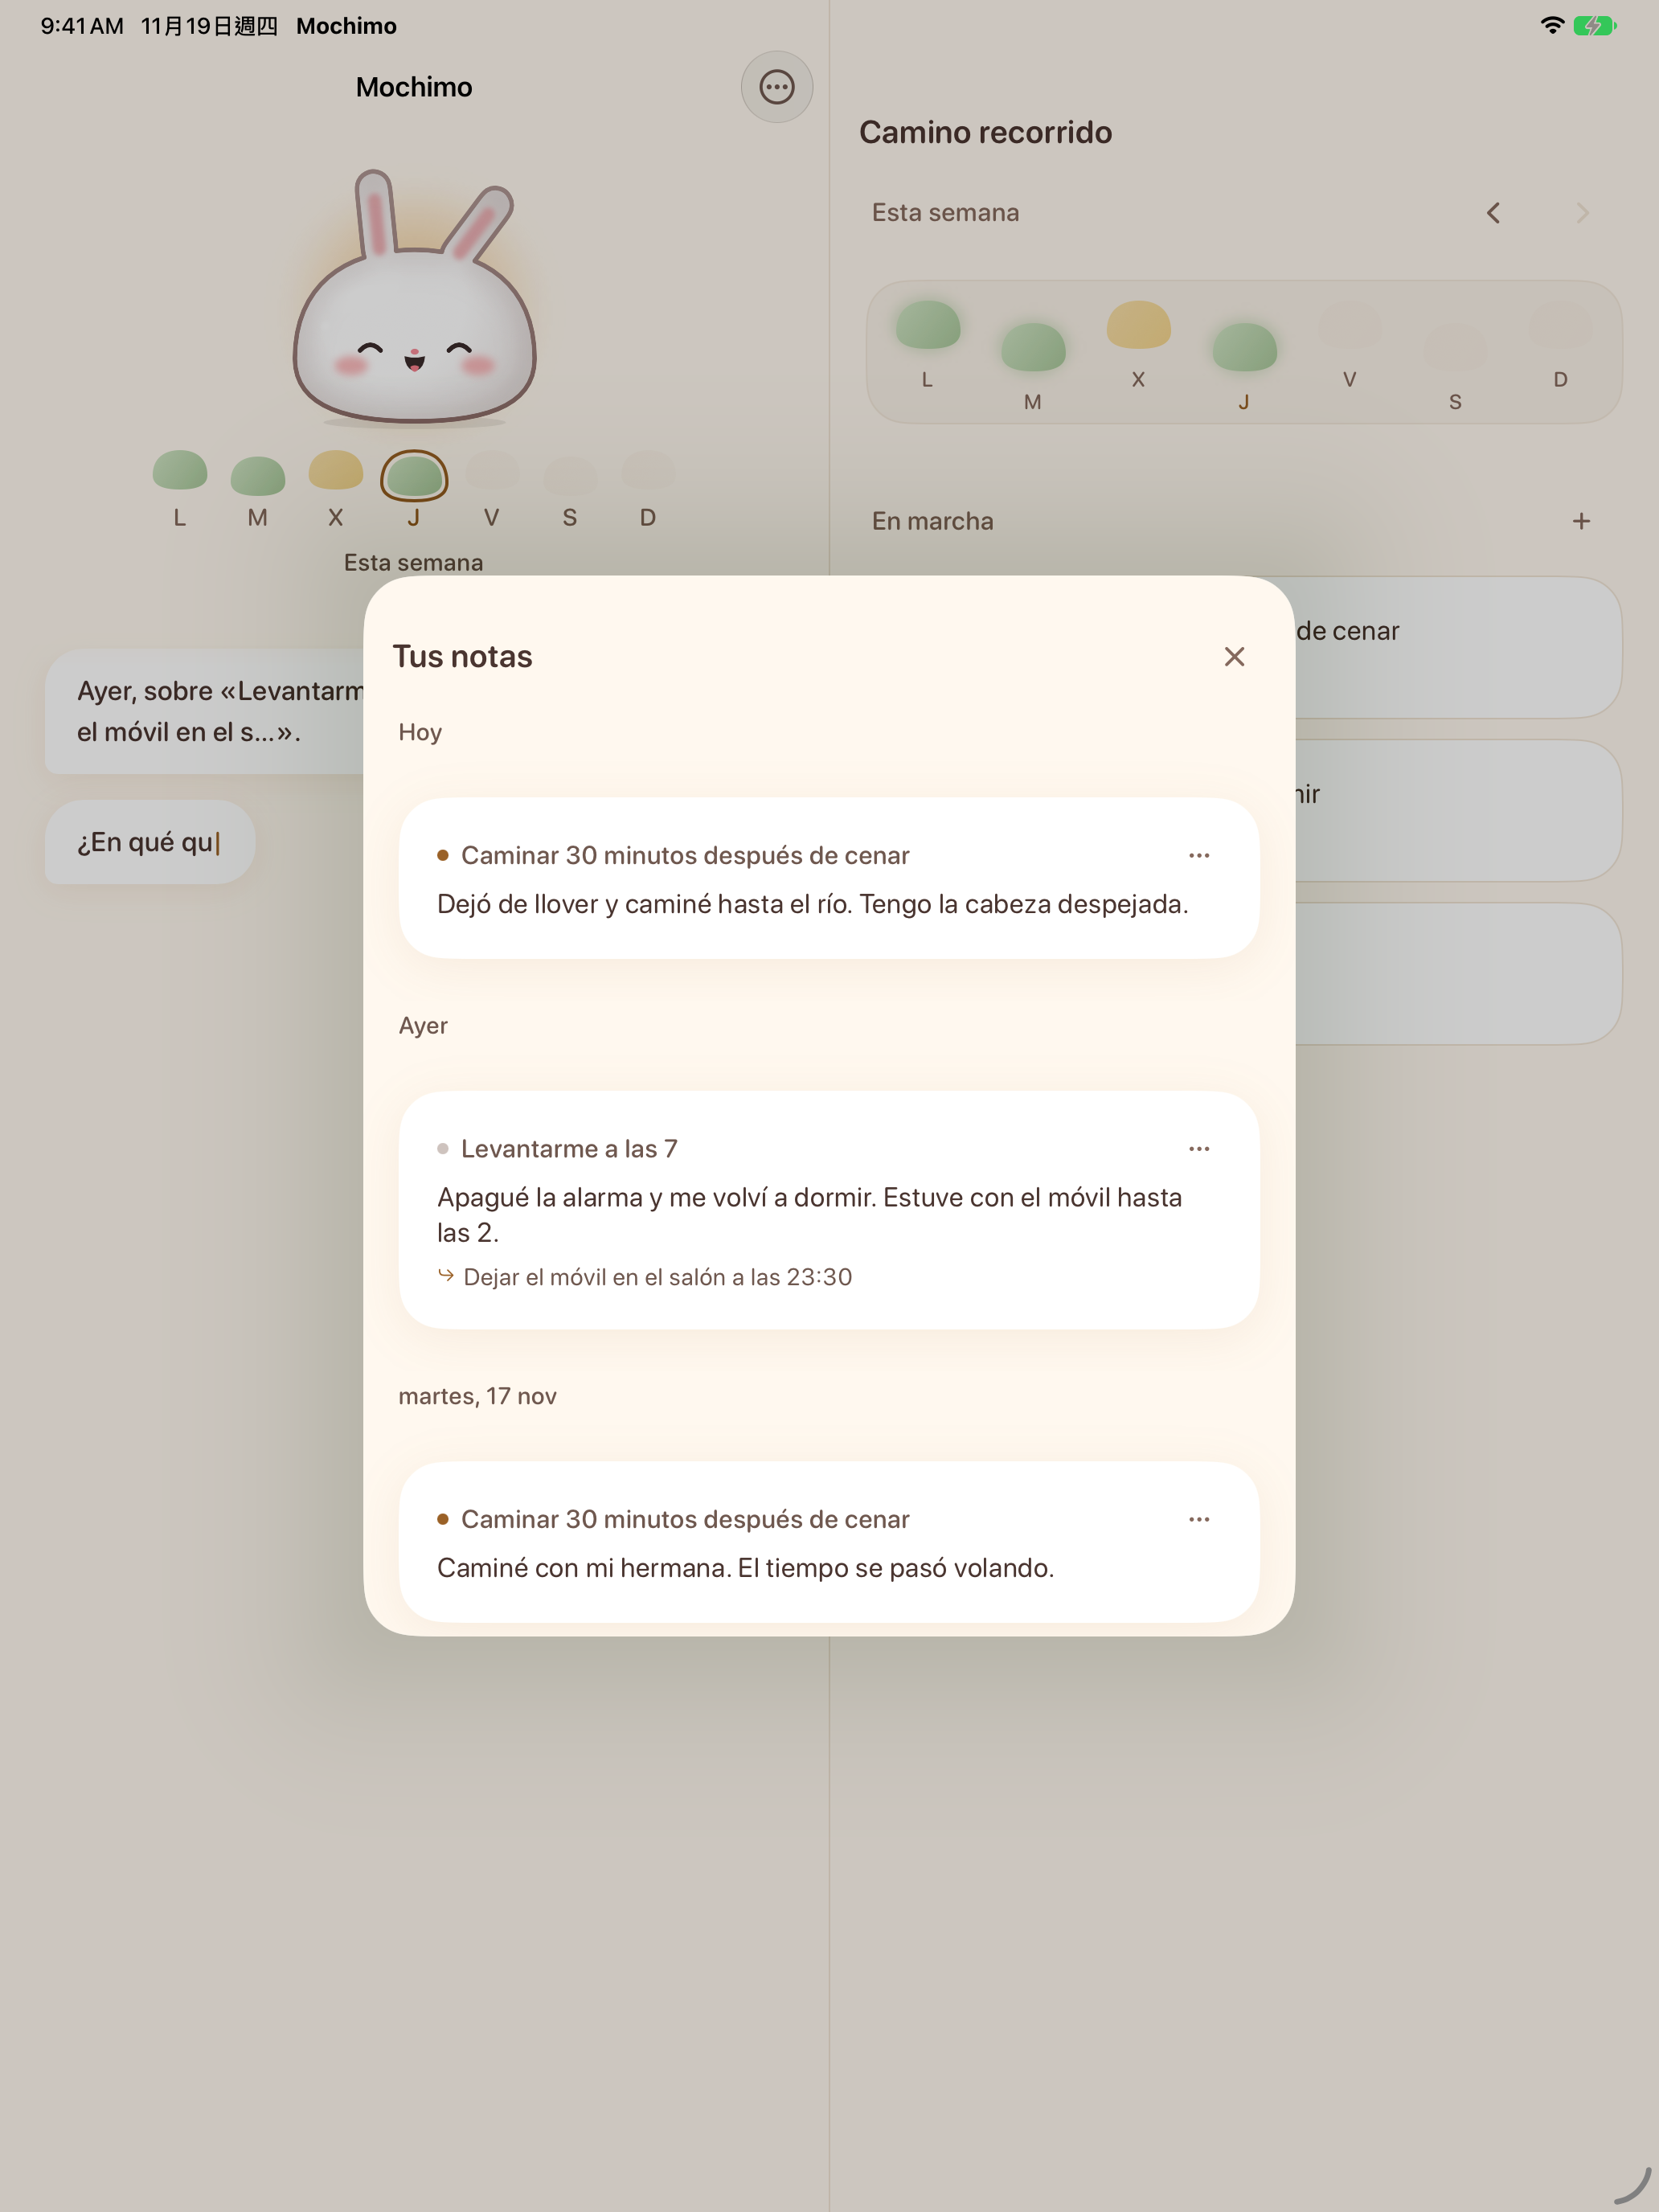 9:41 AM 11月19日週四 Mochimo
Mochimo
L M X J V S D
Esta semana
Ayer, sobre «Levantarm
el móvil en el s...».
¿En qué qu
Camino recorrido
Esta semana
L M X J V S D
En marcha
de cenar
Tus notas
Hoy
Caminar 30 minutos después de cenar
Dejó de llover y caminé hasta el río. Tengo la cabeza despejada.
Ayer
Levantarme a las 7
Apagué la alarma y me volví a dormir. Estuve con el móvil hasta
las 2.
Dejar el móvil en el salón a las 23:30
martes, 17 nov
Caminar 30 minutos después de cenar
Caminé con mi hermana. El tiempo se pasó volando.